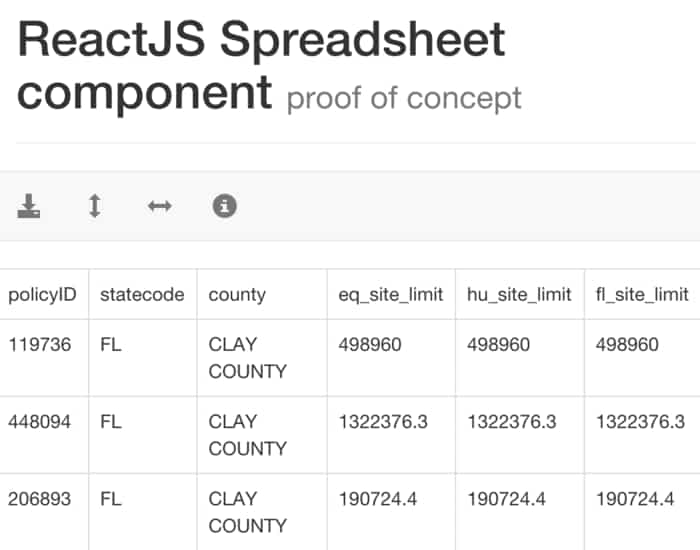 ReactJS Spreadsheet
component proof of concept
policyID statecode county eq_site_limit hu_site_limit fl_site_limit
119736 FL CLAY COUNTY 498960 498960 498960
448094 FL CLAY COUNTY 1322376.3 1322376.3 1322376.3
206893 FL CLAY COUNTY 190724.4 190724.4 190724.4